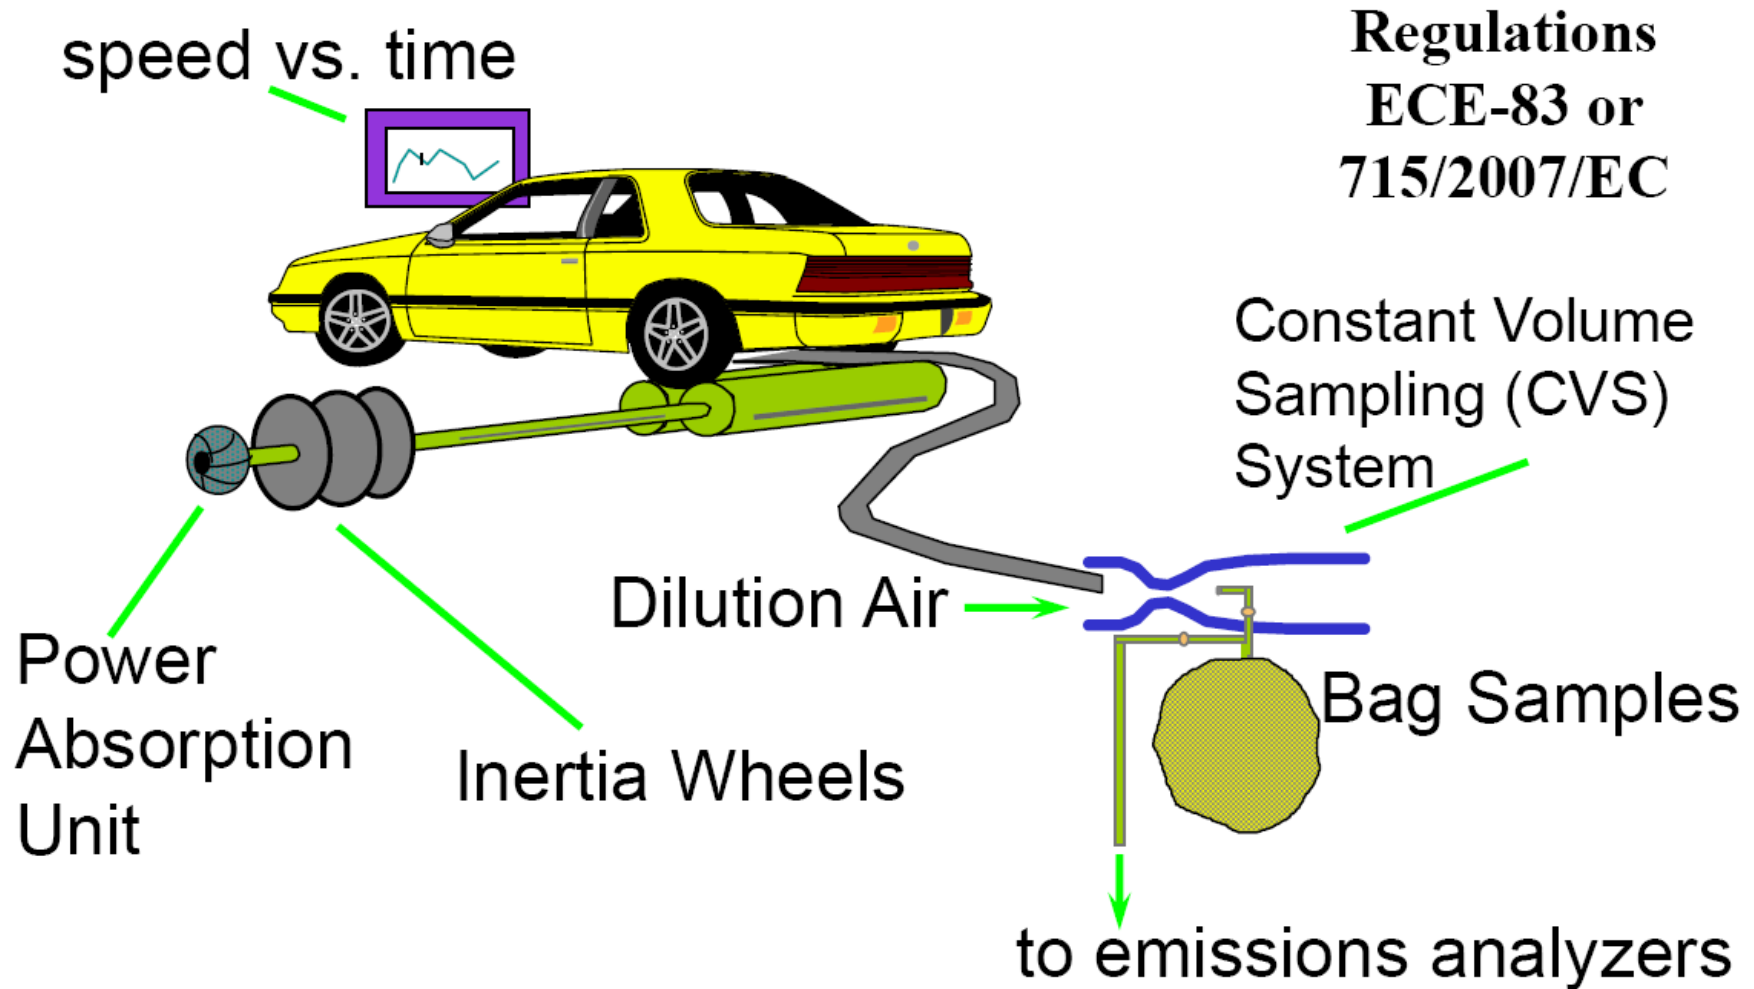 speed vs. time
Regulations
ECE-83 or
715/2007/EC
Constant Volume
Sampling (CVS)
System
Dilution Air
Power
Absorption
Unit
Inertia Wheels
Bag Samples
to emissions analyzers